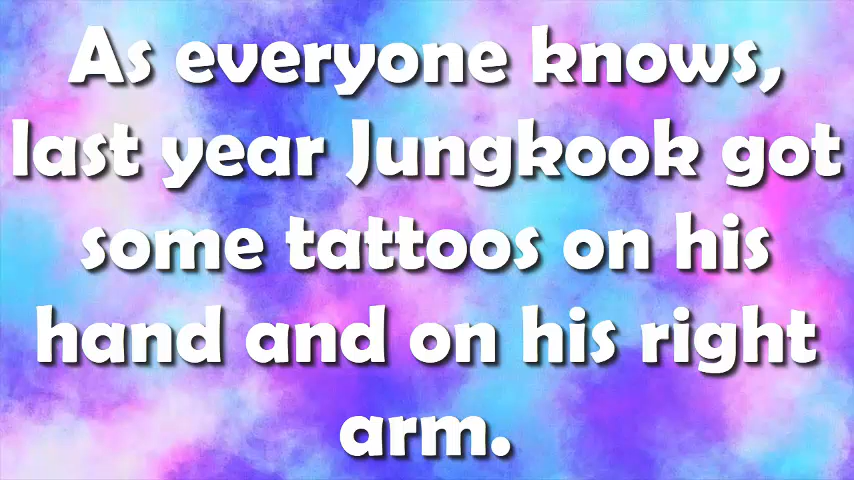 As everyone knows,
last year Jungkook got
some tattoos on his
hand and on his right
arm.